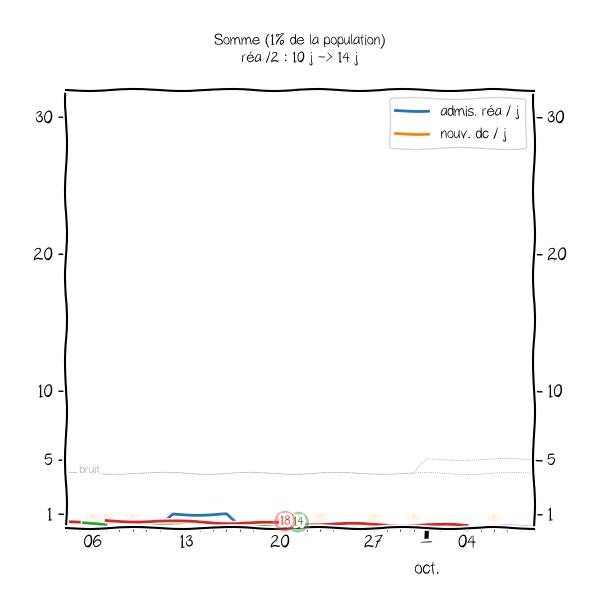 Somme (1% de la population)
réa /2 : 10 j -> 14 j
admis. réa / j
nouv. dc / j
30
30
20
20
10
10
5
5
bruit
1
1
18
14
06
13
20
27
04
oct.